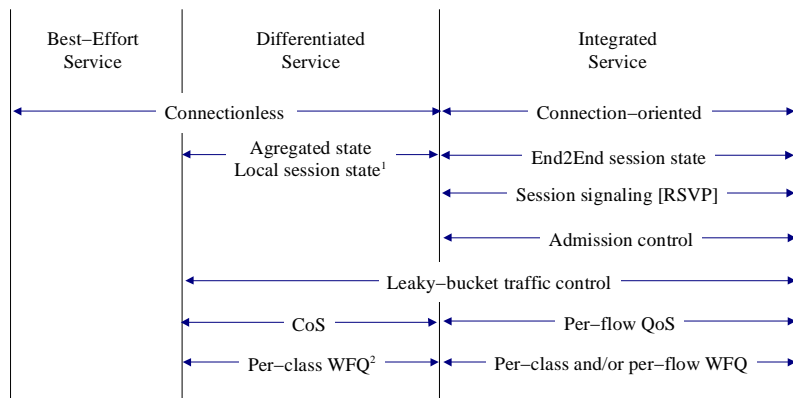 Best−Effort
Service
Differentiated
Service
Integrated
Service
Connectionless
Connection−oriented
Agregated state
Local session state¹
End2End session state
Session signaling [RSVP]
Admission control
Leaky−bucket traffic control
CoS
Per−flow QoS
Per−class WFQ²
Per−class and/or per−flow WFQ